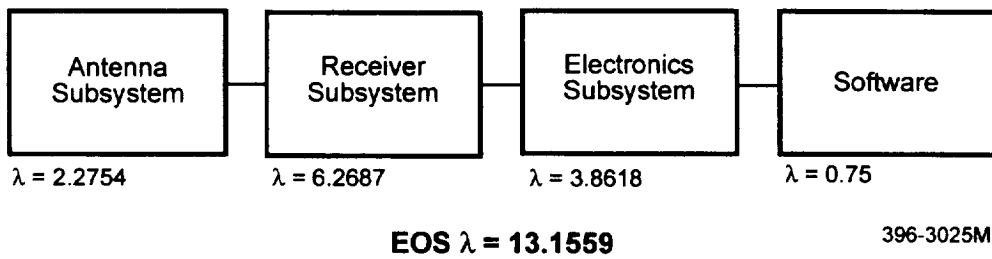 Antenna
Subsystem
Receiver
Subsystem
Electronics
Subsystem
Software
λ = 2.2754
λ = 6.2687
λ = 3.8618
λ = 0.75
EOS λ = 13.1559
396-3025M